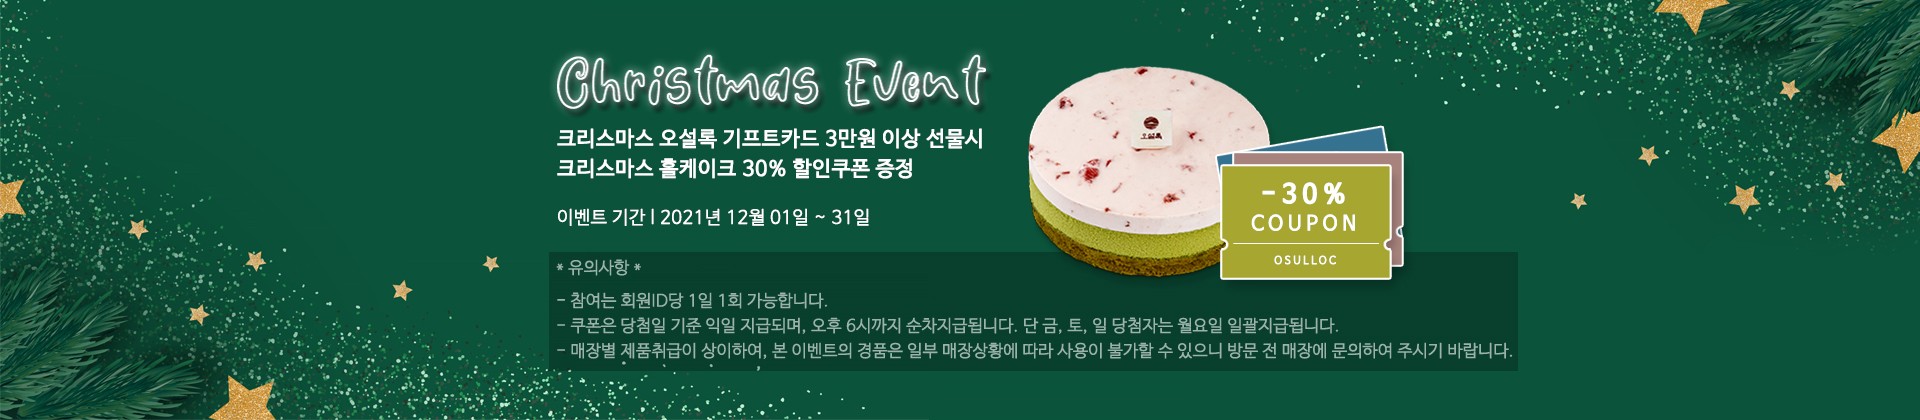 Christmas Event
크리스마스 오설록 기프트카드 3만원 이상 선물시
크리스마스 홀케이크 30% 할인쿠폰 증정
이벤트 기간 | 2021년 12월 01일 ~ 31일
오설록
-30%
COUPON
OSULLOC
* 유의사항 *
- 참여는 회원ID당 1일 1회 가능합니다.
- 쿠폰은 당첨일 기준 익일 지급되며, 오후 6시까지 순차지급됩니다. 단 금, 토, 일 당첨자는 월요일 일괄지급됩니다.
- 매장별 제품취급이 상이하여, 본 이벤트의 경품은 일부 매장상황에 따라 사용이 불가할 수 있으니 방문 전 매장에 문의하여 주시기 바랍니다.